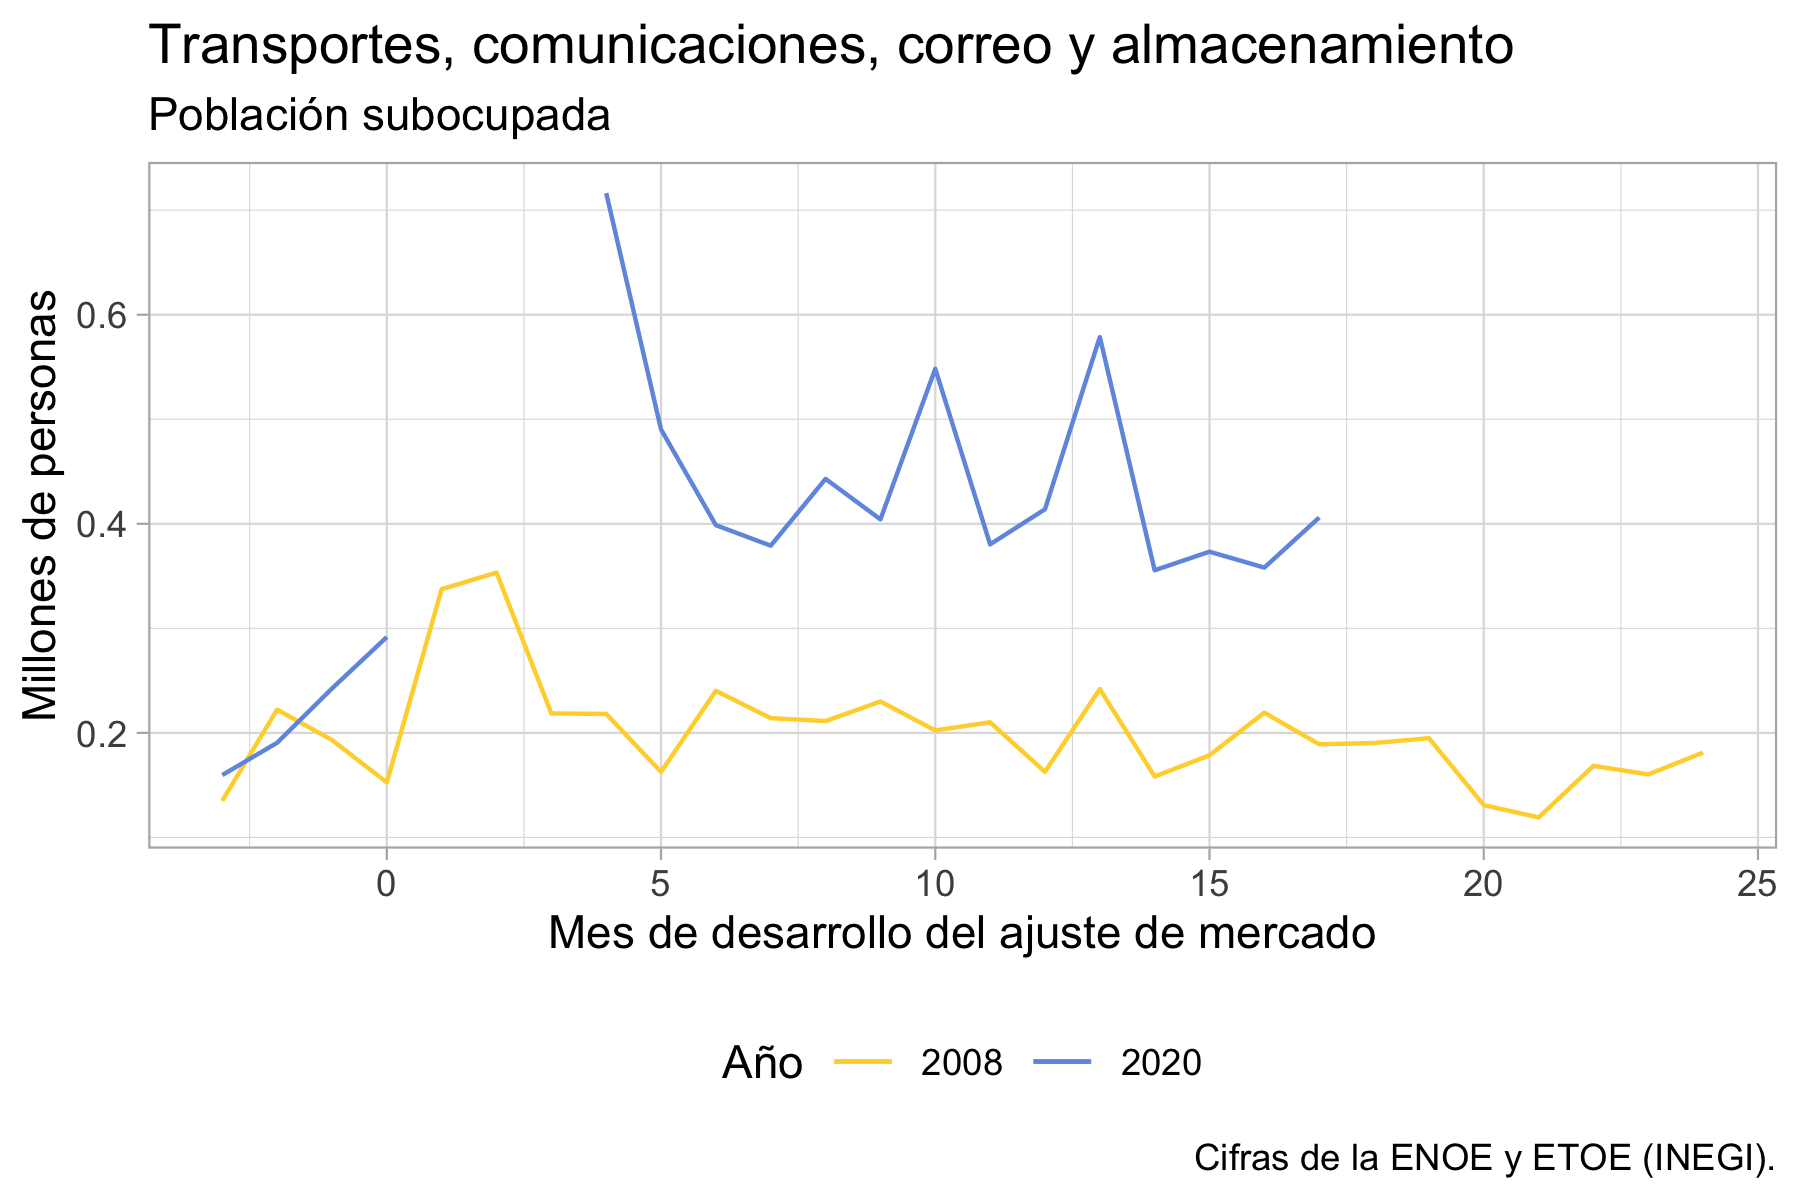 Transportes, comunicaciones, correo y almacenamiento
Población subocupada
Millones de personas
0.6
0.4
0.2
0 5 10 15 20 25
Mes de desarrollo del ajuste de mercado
Año 2008 2020
Cifras de la ENOE y ETOE (INEGI).